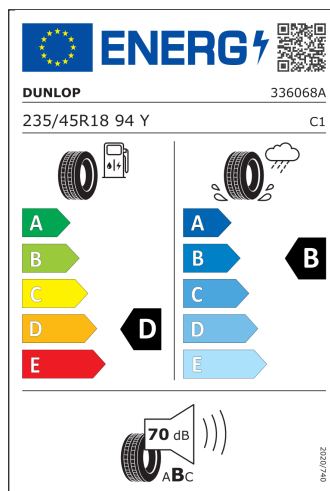 ENERG
DUNLOP 336068A
235/45R18 94 Y C1
A A
B B B
C C
D D D
E E
70 dB
ABC
2020/740